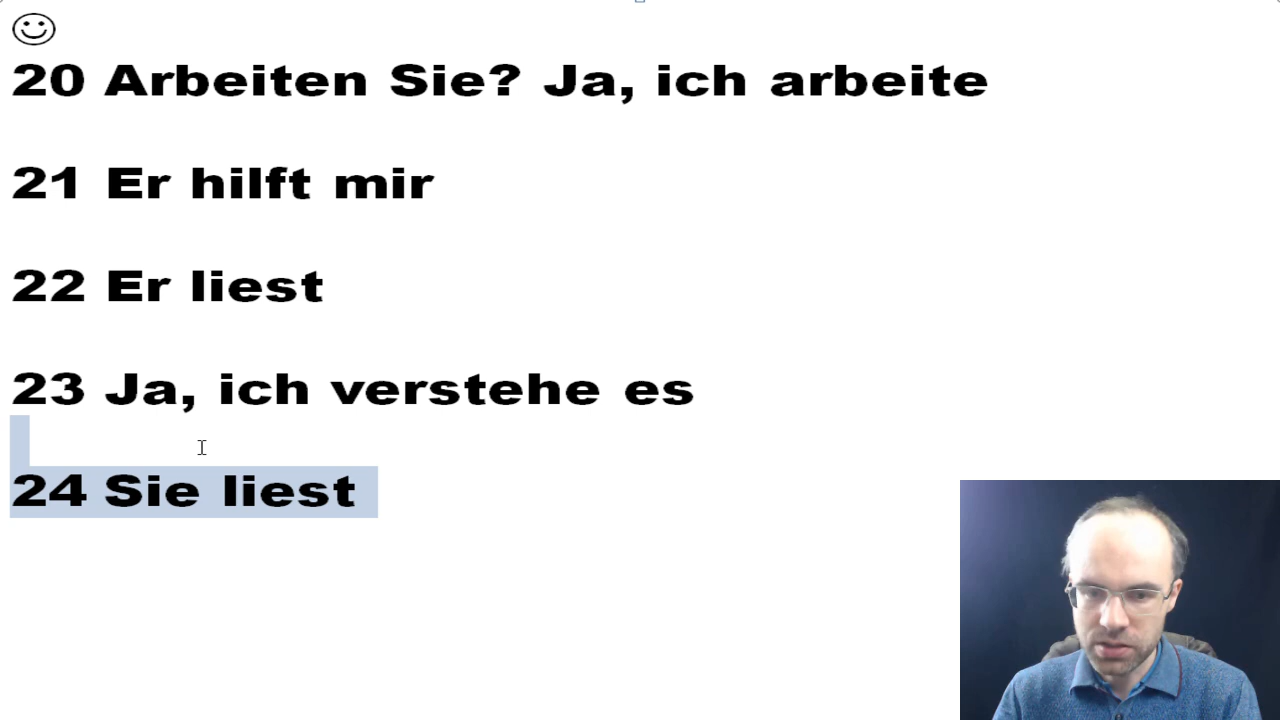 20 Arbeiten Sie? Ja, ich arbeite
21 Er hilft mir
22 Er liest
23 Ja, ich verstehe es
24 Sie liest